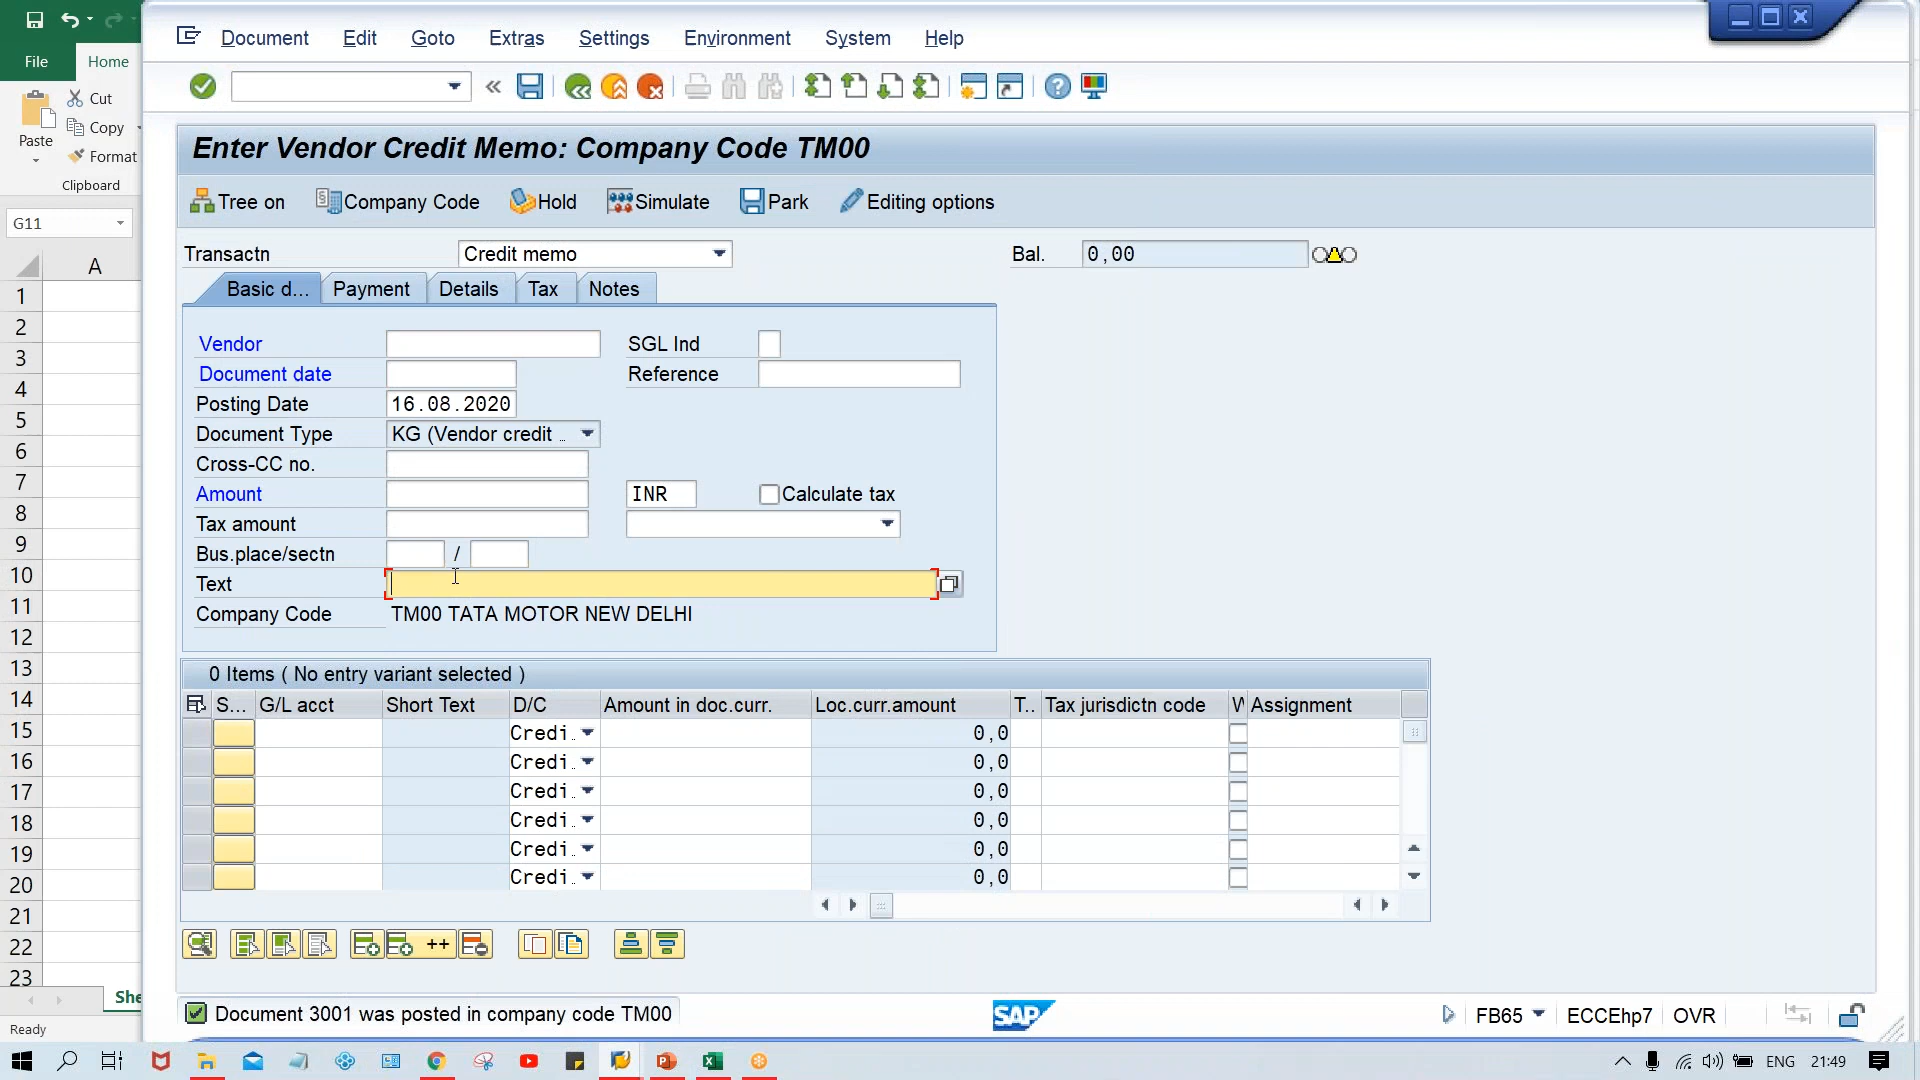 Document Edit Goto Extras Settings Environment System Help
File Home
Cut
Copy
Format
Paste
Clipboard
Enter Vendor Credit Memo: Company Code TM00
Tree on Company Code Hold Simulate Park Editing options
G11
Transactn Credit memo Bal. 0,00
Basic d... Payment Details Tax Notes
Vendor SGL Ind
Document date Reference
Posting Date 16.08.2020
Document Type KG (Vendor credit ..
Cross-CC no.
Amount INR Calculate tax
Tax amount
Bus.place/sectn /
Text
Company Code TM00 TATA MOTOR NEW DELHI
0 Items ( No entry variant selected )
S... G/L acct Short Text D/C Amount in doc.curr. Loc.curr.amount T.. Tax jurisdictn code W Assignment
Credi.. 0,0
Credi.. 0,0
Credi.. 0,0
Credi.. 0,0
Credi.. 0,0
Credi.. 0,0
++
A
1
2
3
4
5
6
7
8
9
10
11
12
13
14
15
16
17
18
19
20
21
22
23
She
Ready
Document 3001 was posted in company code TM00
SAP
FB65 ECCEhp7 OVR
ENG 21:49